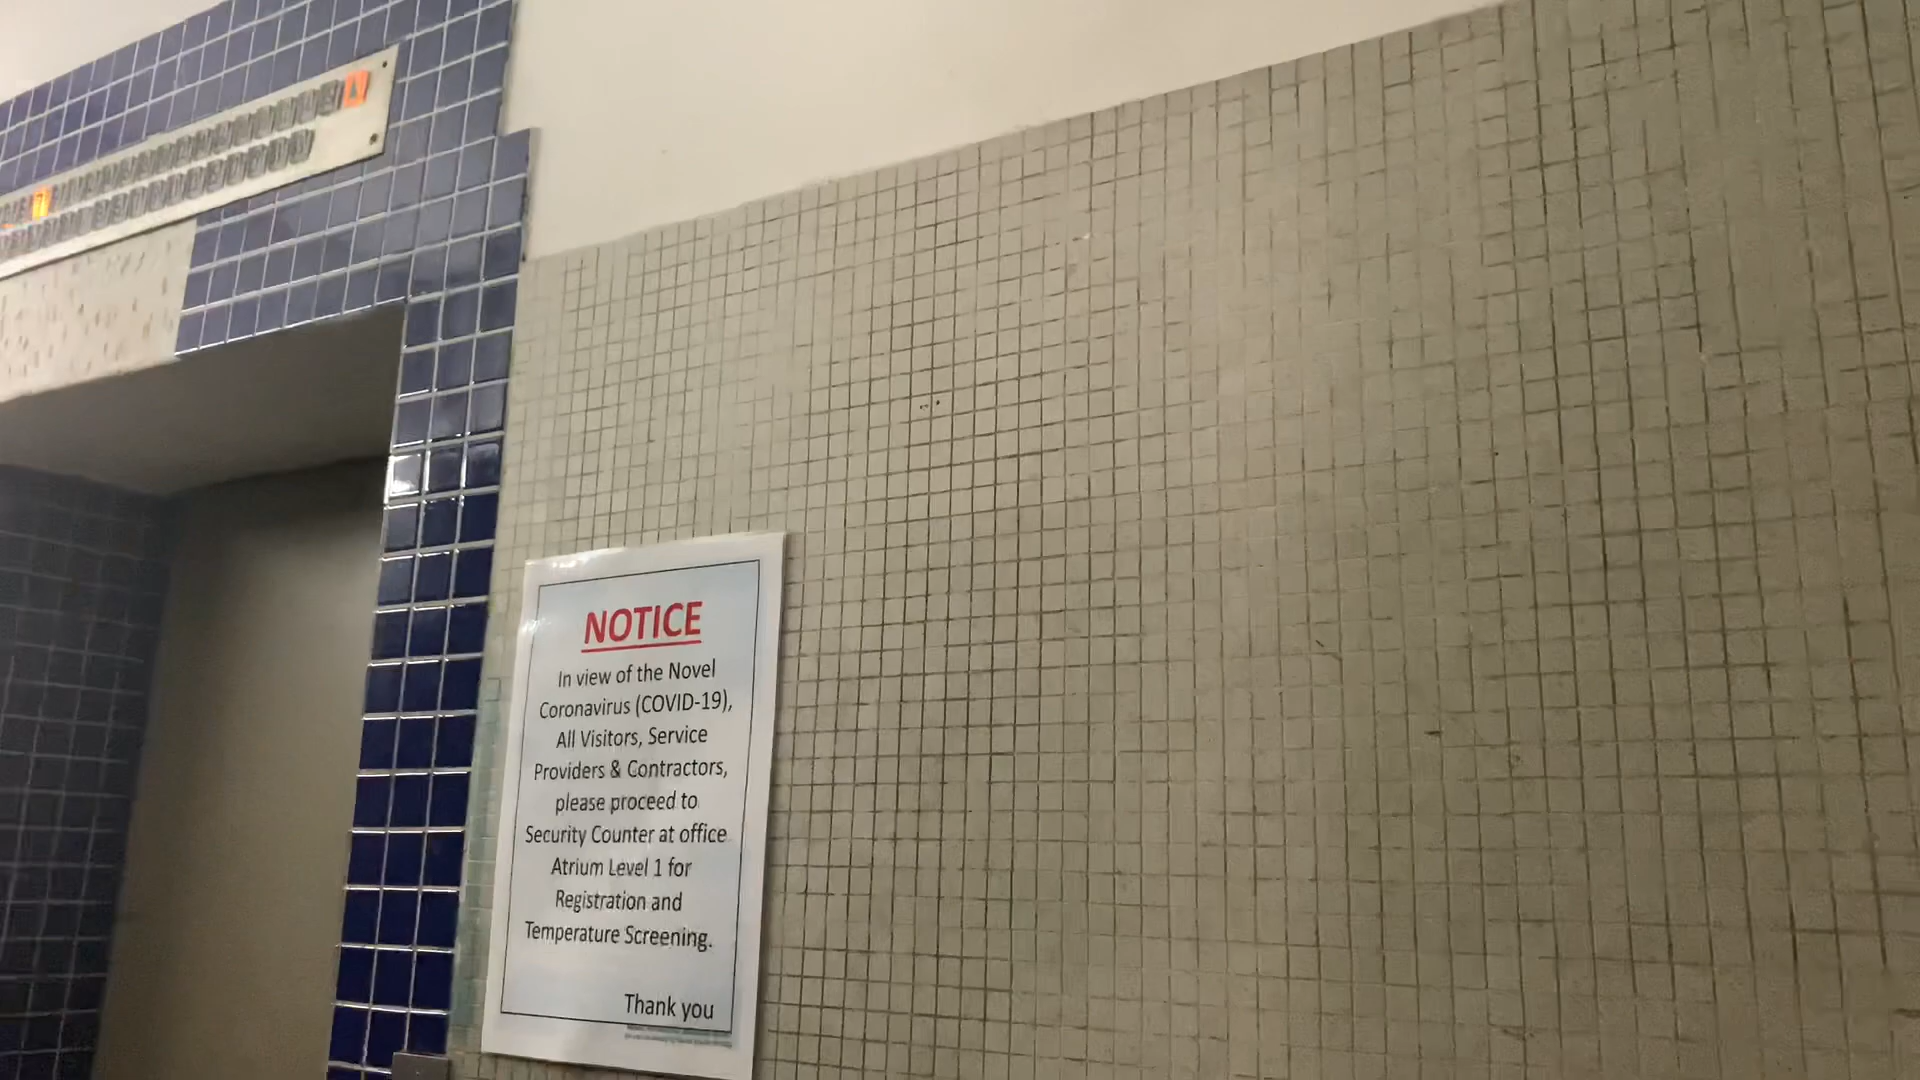 NOTICE
In view of the Novel
Coronavirus (COVID-19),
All Visitors, Service
Providers & Contractors,
please proceed to
Security Counter at office
Atrium Level 1 for
Registration and
Temperature Screening.
Thank you